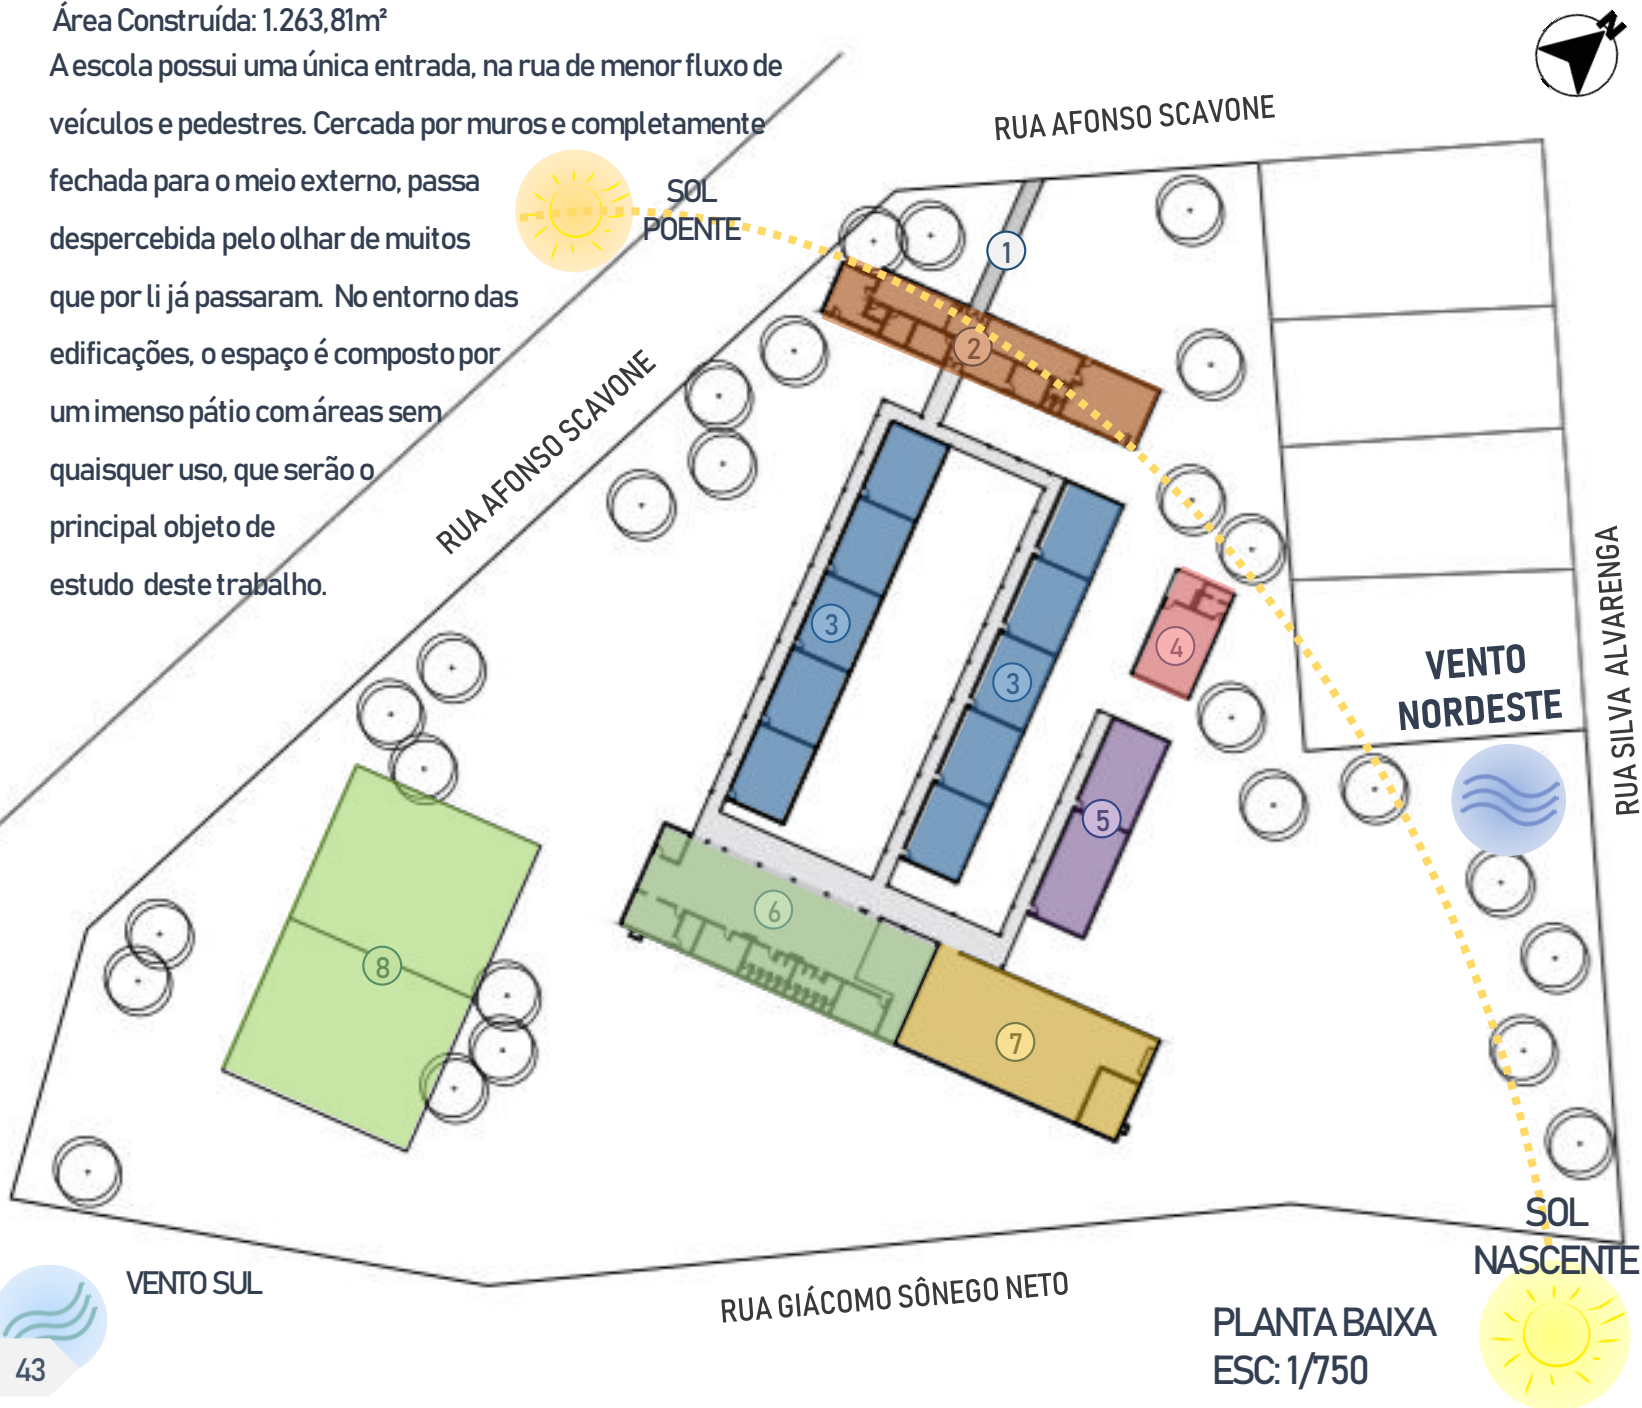 Área Construída: 1.263,81m²
A escola possui uma única entrada, na rua de menor fluxo de
veículos e pedestres. Cercada por muros e completamente
fechada para o meio externo, passa
despercebida pelo olhar de muitos
que por li já passaram. No entorno das
edificações, o espaço é composto por
um imenso pátio com áreas sem
quaisquer uso, que serão o
principal objeto de
estudo deste trabalho.
N
RUA AFONSO SCAVONE
SOL
POENTE
1
2
RUA AFONSO SCAVONE
3
3
4
5
6
7
8
VENTO
NORDESTE
RUA SILVA ALVARENGA
SOL
NASCENTE
VENTO SUL
RUA GIÁCOMO SÔNEGO NETO
PLANTA BAIXA
ESC: 1/750
43